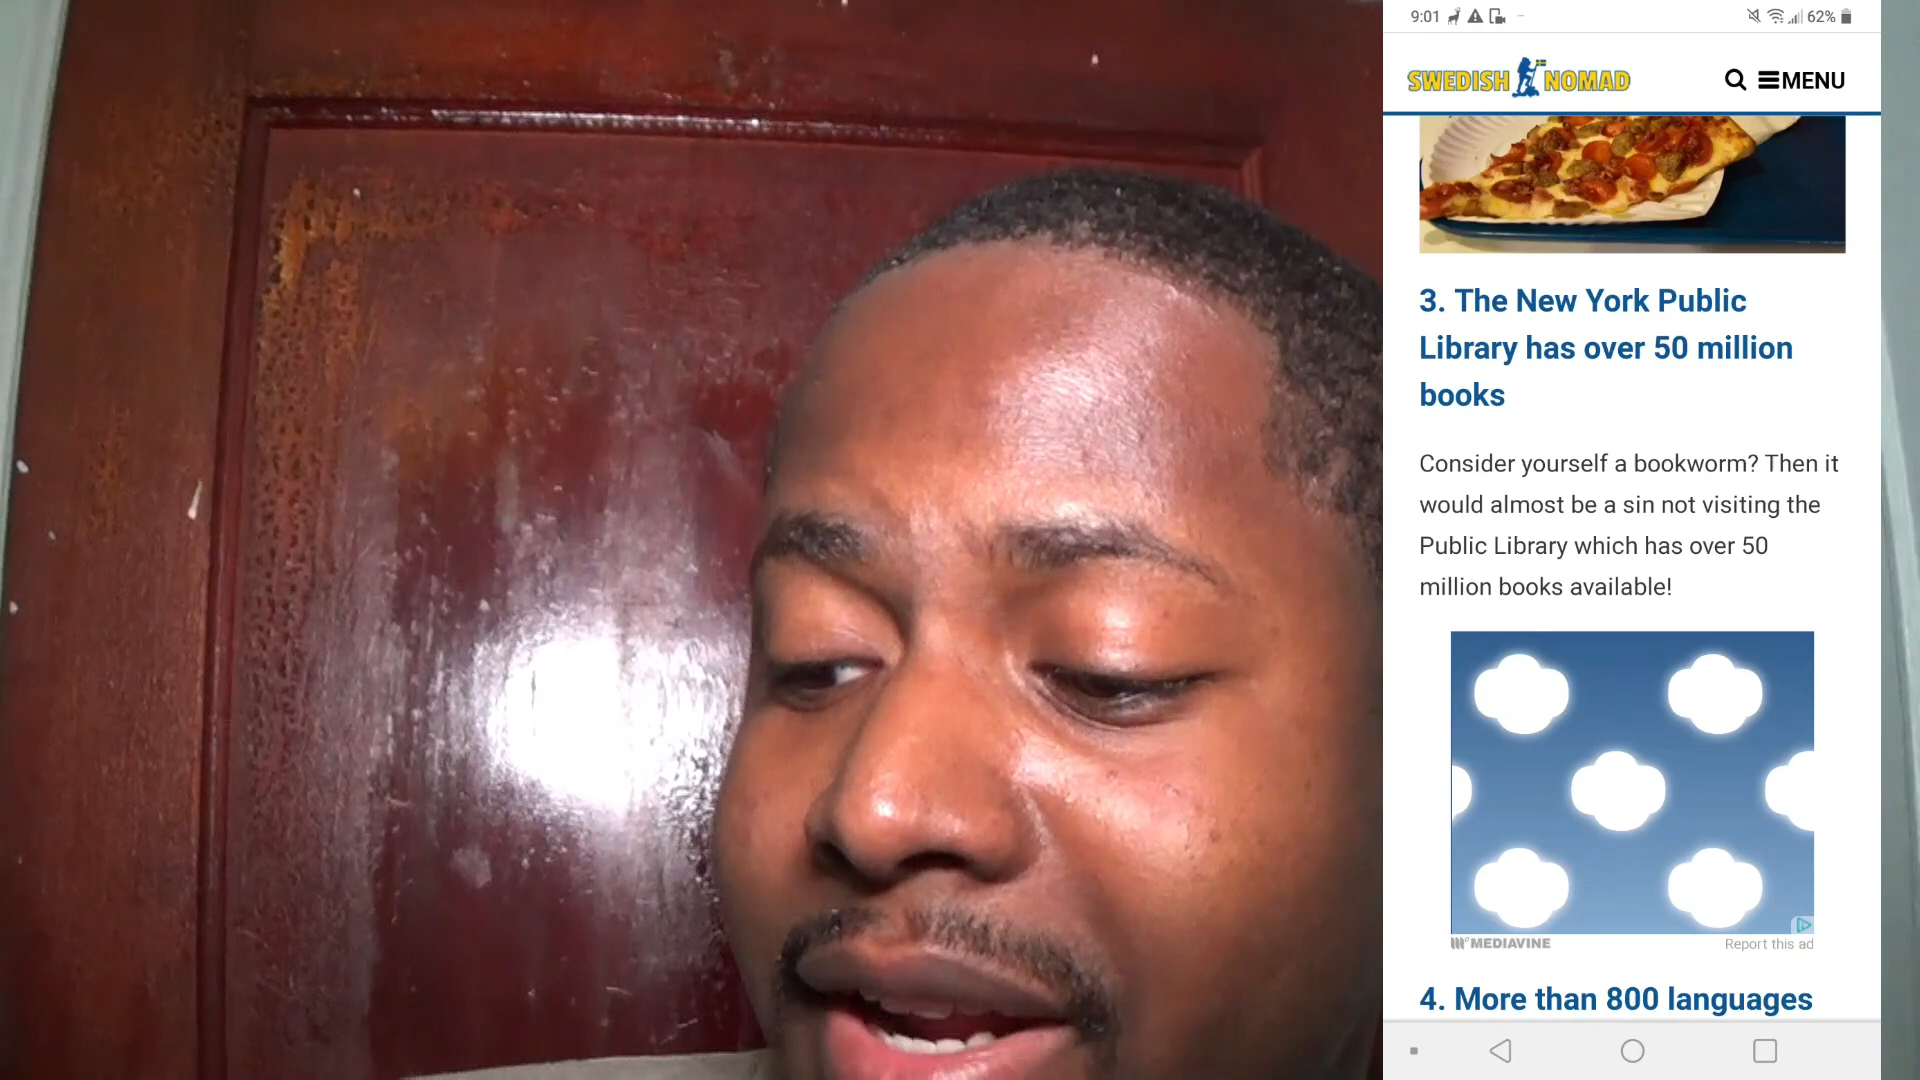 9:01
62%
SWEDISH NOMAD
MENU
3. The New York Public
Library has over 50 million
books
Consider yourself a bookworm? Then it
would almost be a sin not visiting the
Public Library which has over 50
million books available!
MEDIAVINE
Report this ad
4. More than 800 languages